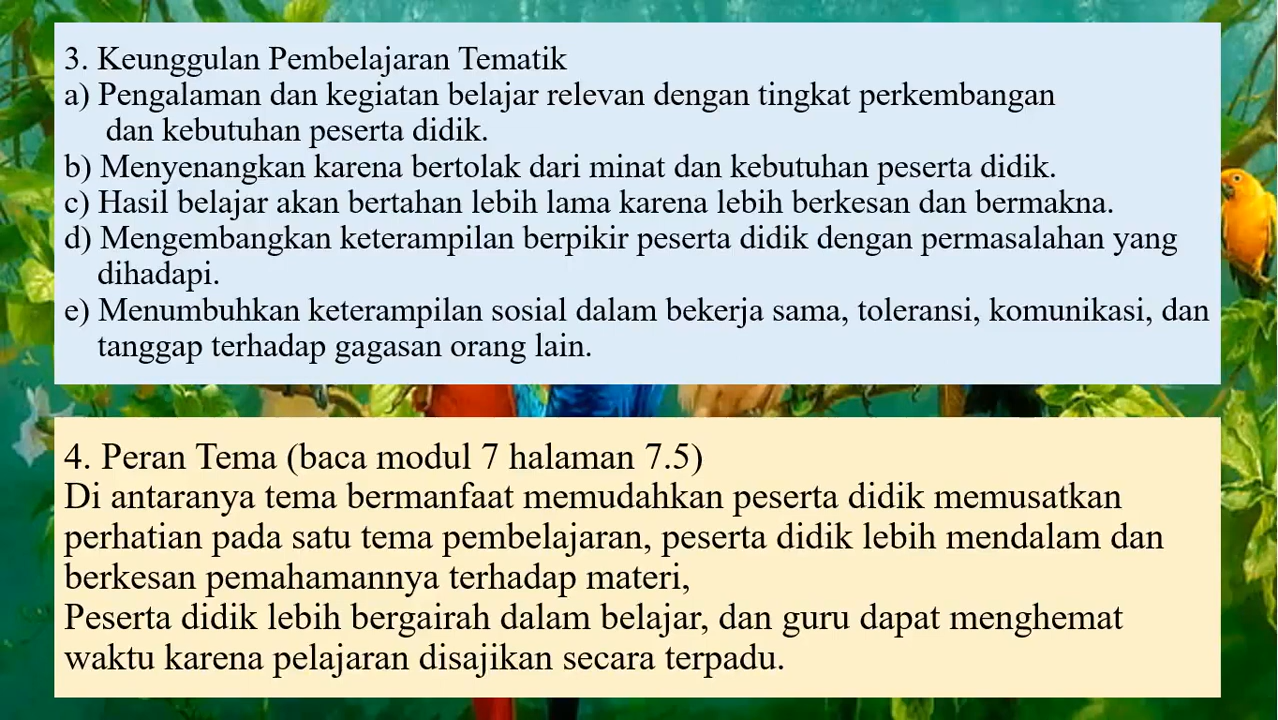 3. Keunggulan Pembelajaran Tematik
a) Pengalaman dan kegiatan belajar relevan dengan tingkat perkembangan
dan kebutuhan peserta didik.
b) Menyenangkan karena bertolak dari minat dan kebutuhan peserta didik.
c) Hasil belajar akan bertahan lebih lama karena lebih berkesan dan bermakna.
d) Mengembangkan keterampilan berpikir peserta didik dengan permasalahan yang
dihadapi.
e) Menumbuhkan keterampilan sosial dalam bekerja sama, toleransi, komunikasi, dan
tanggap terhadap gagasan orang lain.
4. Peran Tema (baca modul 7 halaman 7.5)
Di antaranya tema bermanfaat memudahkan peserta didik memusatkan
perhatian pada satu tema pembelajaran, peserta didik lebih mendalam dan
berkesan pemahamannya terhadap materi,
Peserta didik lebih bergairah dalam belajar, dan guru dapat menghemat
waktu karena pelajaran disajikan secara terpadu.